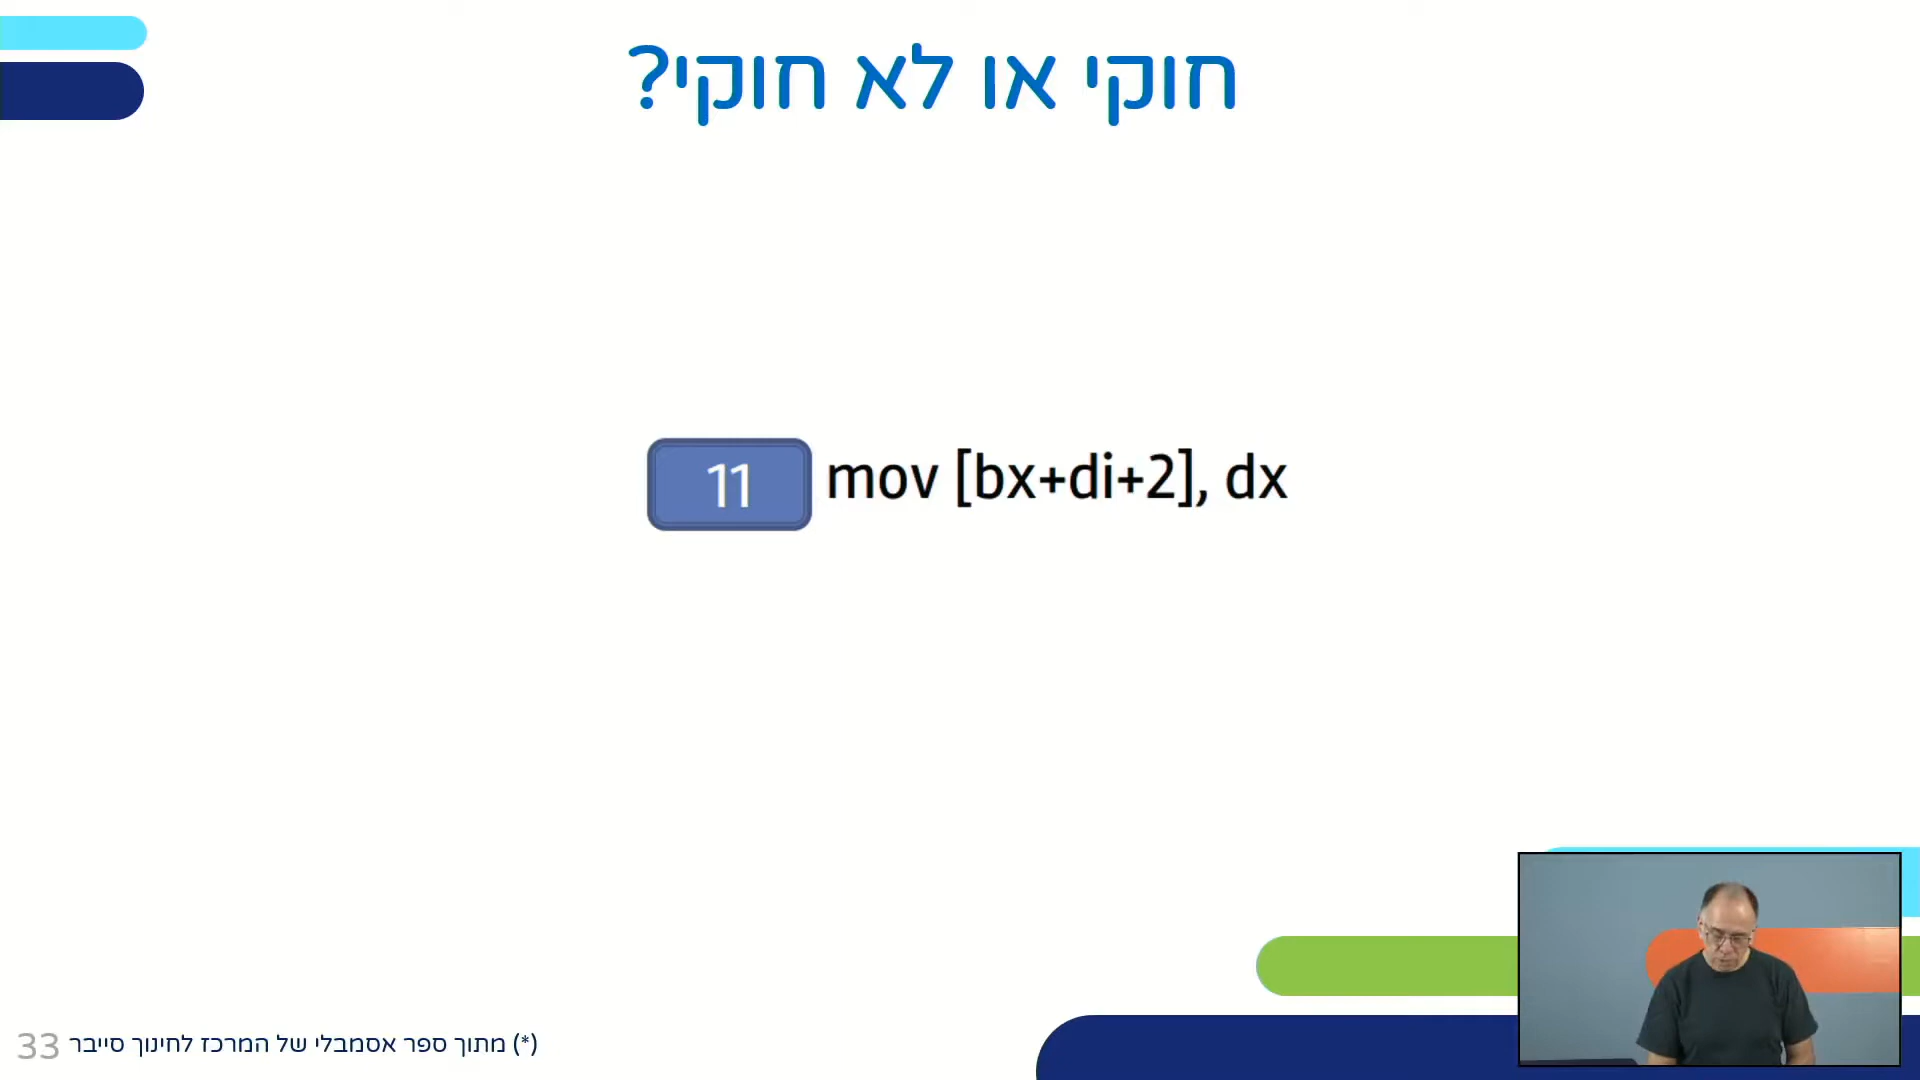 חוקי או לא חוקי?
11 mov [bx+di+2], dx
(*) מתוך ספר אסמבלי של המרכז לחינוך סייבר 33